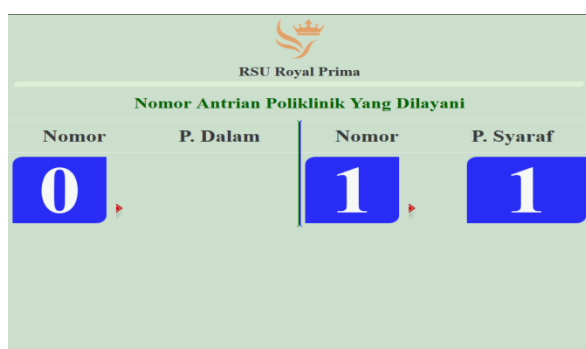 RSU Royal Prima
Nomor Antrian Poliklinik Yang Dilayani
Nomor P. Dalam Nomor P. Syaraf
0 1 1